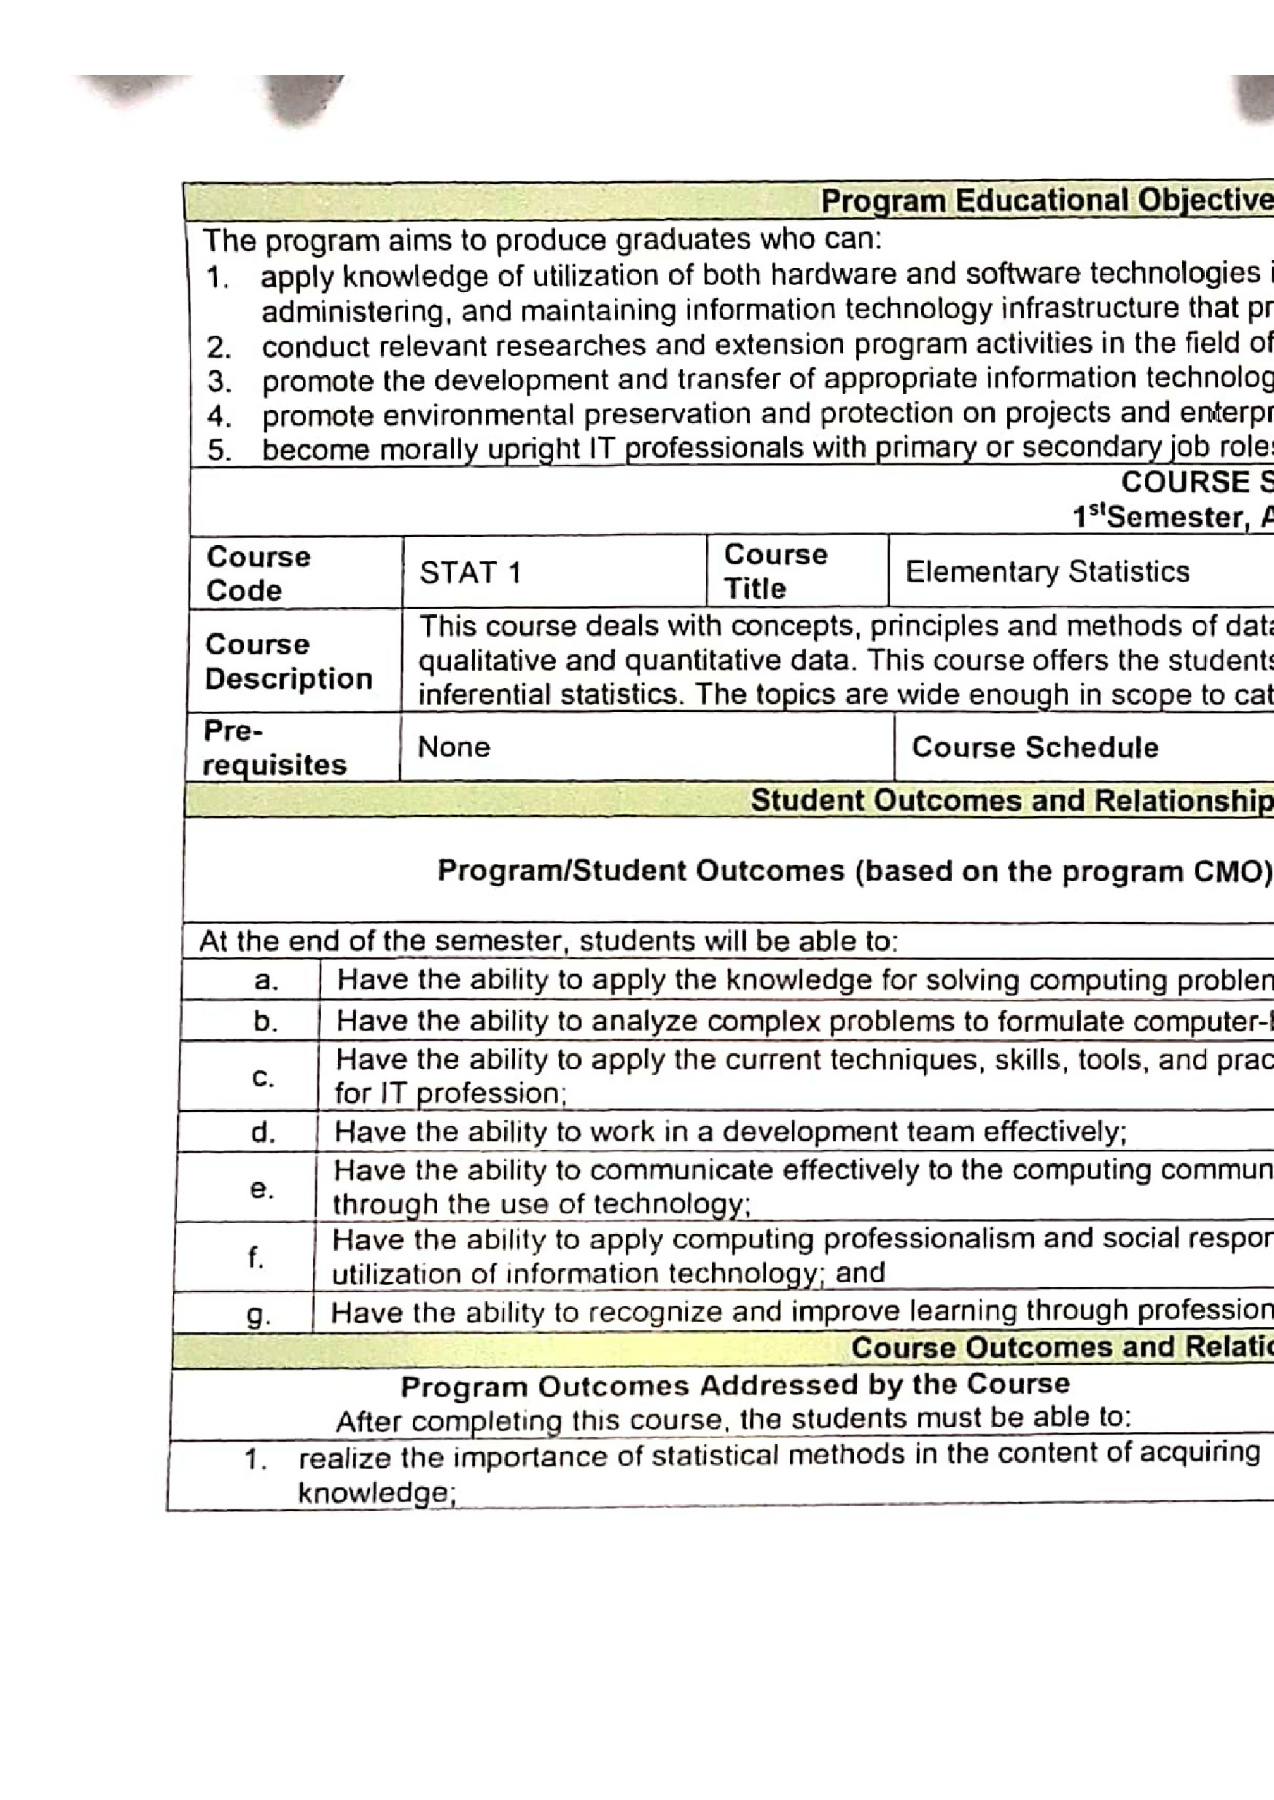 Program Educational Objective
The program aims to produce graduates who can:
1. apply knowledge of utilization of both hardware and software technologies i
administering, and maintaining information technology infrastructure that pr
2. conduct relevant researches and extension program activities in the field of
3. promote the development and transfer of appropriate information technolog
4. promote environmental preservation and protection on projects and enterpr
5. become morally upright IT professionals with primary or secondary job role
COURSE S
1st Semester, A
Course
Code
STAT 1
Course
Title
Elementary Statistics
Course
Description
This course deals with concepts, principles and methods of data
qualitative and quantitative data. This course offers the students
inferential statistics. The topics are wide enough in scope to cat
Pre-
requisites
None
Course Schedule
Student Outcomes and Relationship
Program/Student Outcomes (based on the program CMO)
At the end of the semester, students will be able to:
a. Have the ability to apply the knowledge for solving computing problem
b. Have the ability to analyze complex problems to formulate computer-
c. Have the ability to apply the current techniques, skills, tools, and prac
for IT profession;
d. Have the ability to work in a development team effectively;
e. Have the ability to communicate effectively to the computing commun
through the use of technology;
f. Have the ability to apply computing professionalism and social respon
utilization of information technology; and
g. Have the ability to recognize and improve learning through profession
Course Outcomes and Relatio
Program Outcomes Addressed by the Course
After completing this course, the students must be able to:
1. realize the importance of statistical methods in the content of acquiring
knowledge;